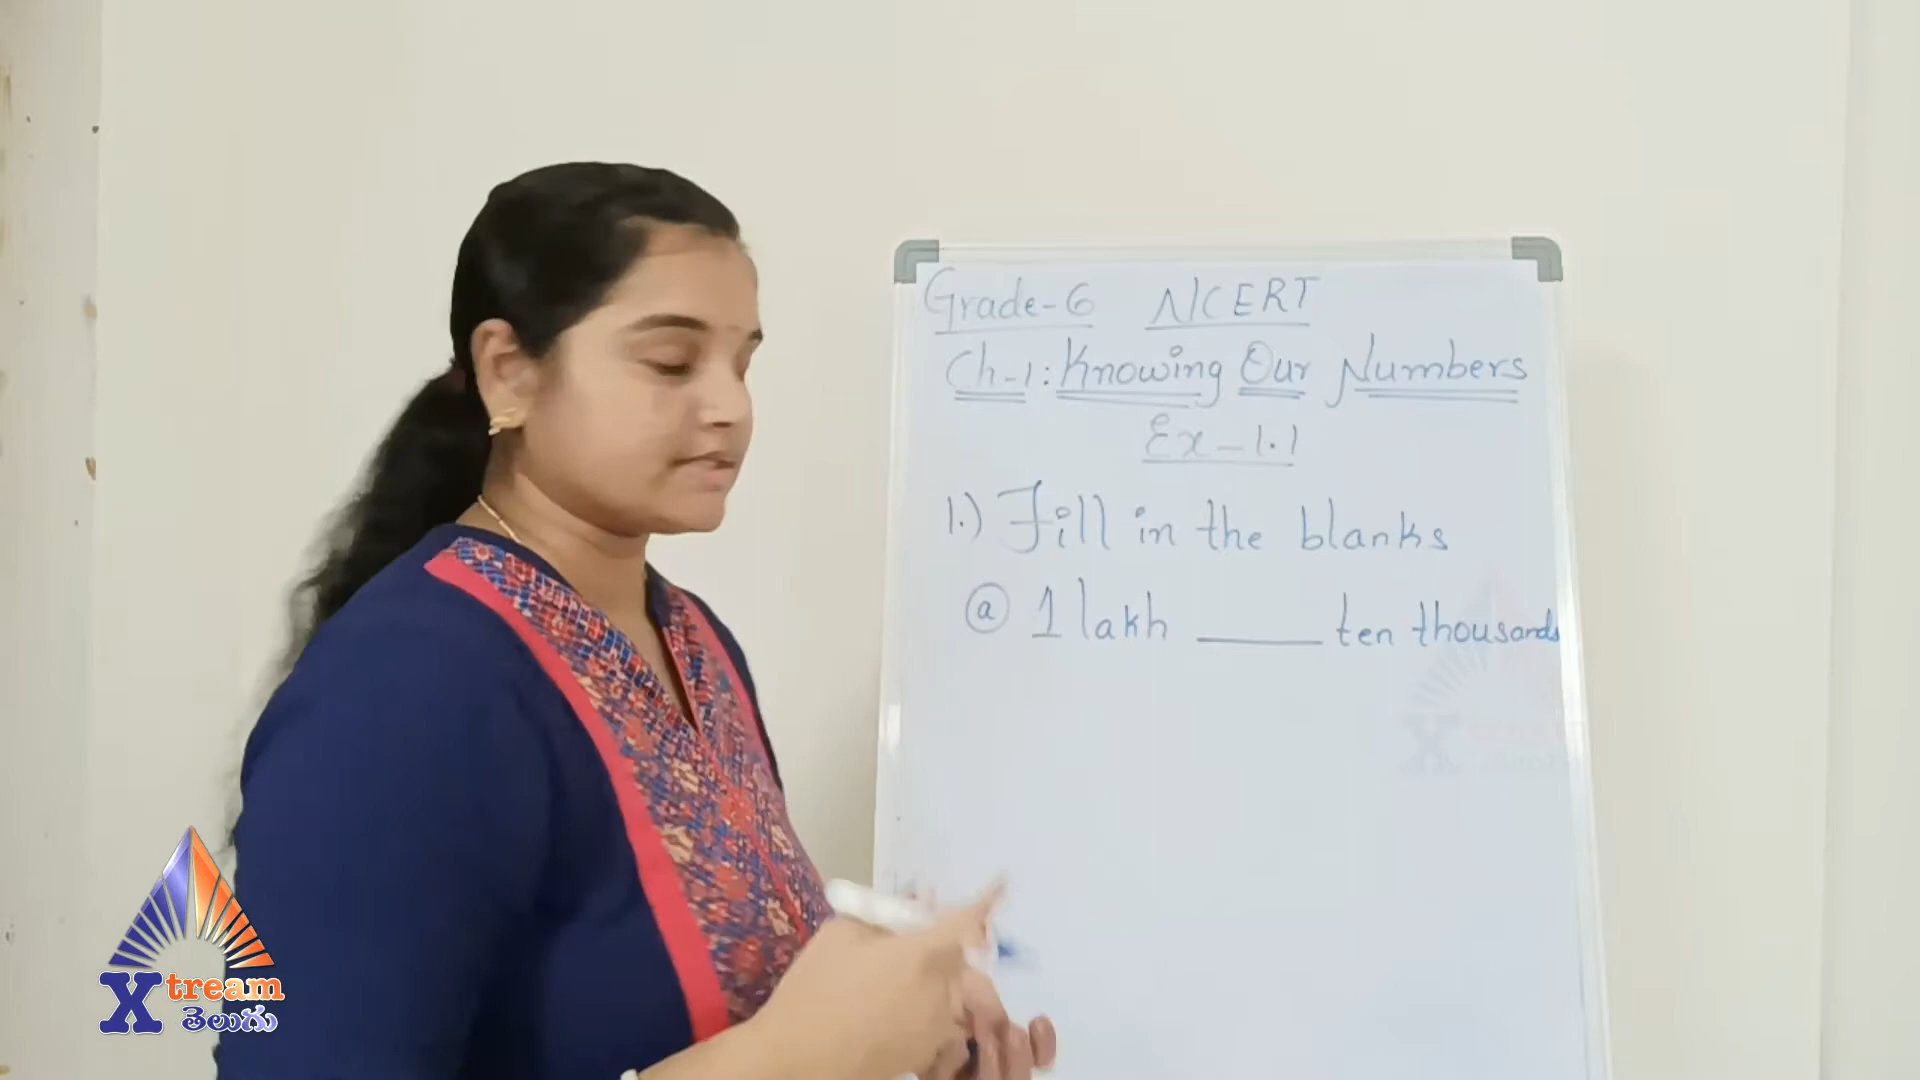 Grade-6 NCERT
Ch-1: Knowing Our Numbers
Ex-1.1
1.) Fill in the blanks
ⓐ 1 lakh _____ ten thousands
Xtream
తెలుగు